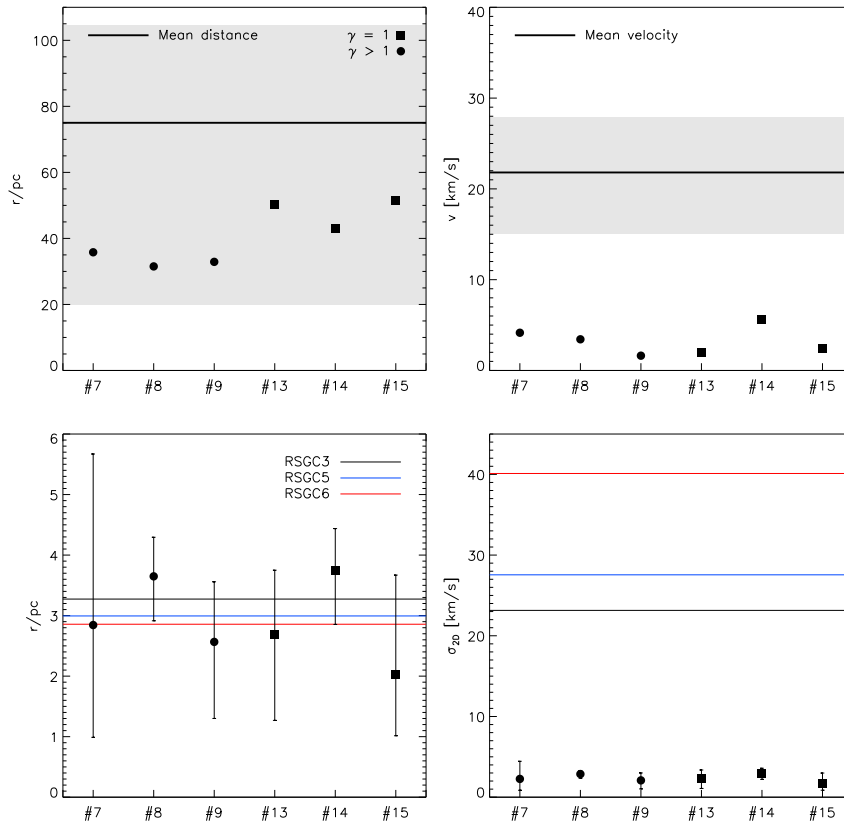 r/pc
100
80
60
40
20
0
Mean distance
γ = 1
γ > 1
#7 #8 #9 #13 #14 #15
v [km/s]
40
30
20
10
0
Mean velocity
#7 #8 #9 #13 #14 #15
r/pc
6
5
4
3
2
1
0
RSGC3
RSGC5
RSGC6
#7 #8 #9 #13 #14 #15
σ2D [km/s]
40
30
20
10
0
#7 #8 #9 #13 #14 #15